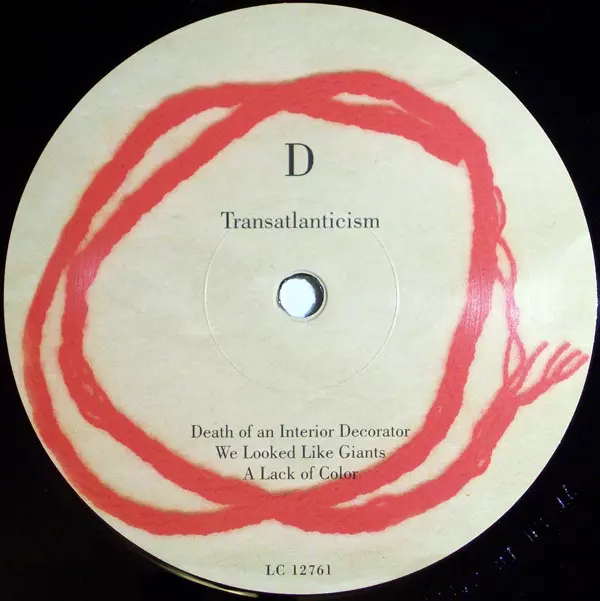 D
Transatlanticism
Death of an Interior Decorator
We Looked Like Giants
A Lack of Color
LC 12761